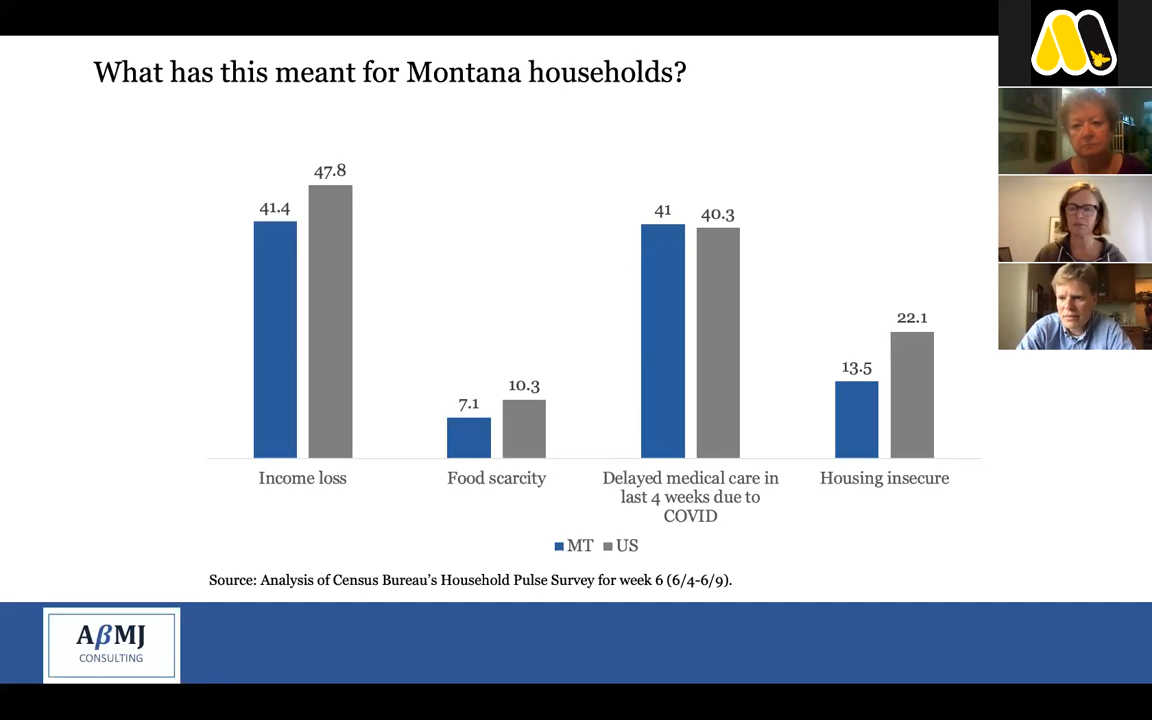 What has this meant for Montana households?
47.8
41.4
41
40.3
22.1
13.5
10.3
7.1
Income loss
Food scarcity
Delayed medical care in
last 4 weeks due to
COVID
Housing insecure
MT US
Source: Analysis of Census Bureau’s Household Pulse Survey for week 6 (6/4-6/9).
AβMJ
CONSULTING